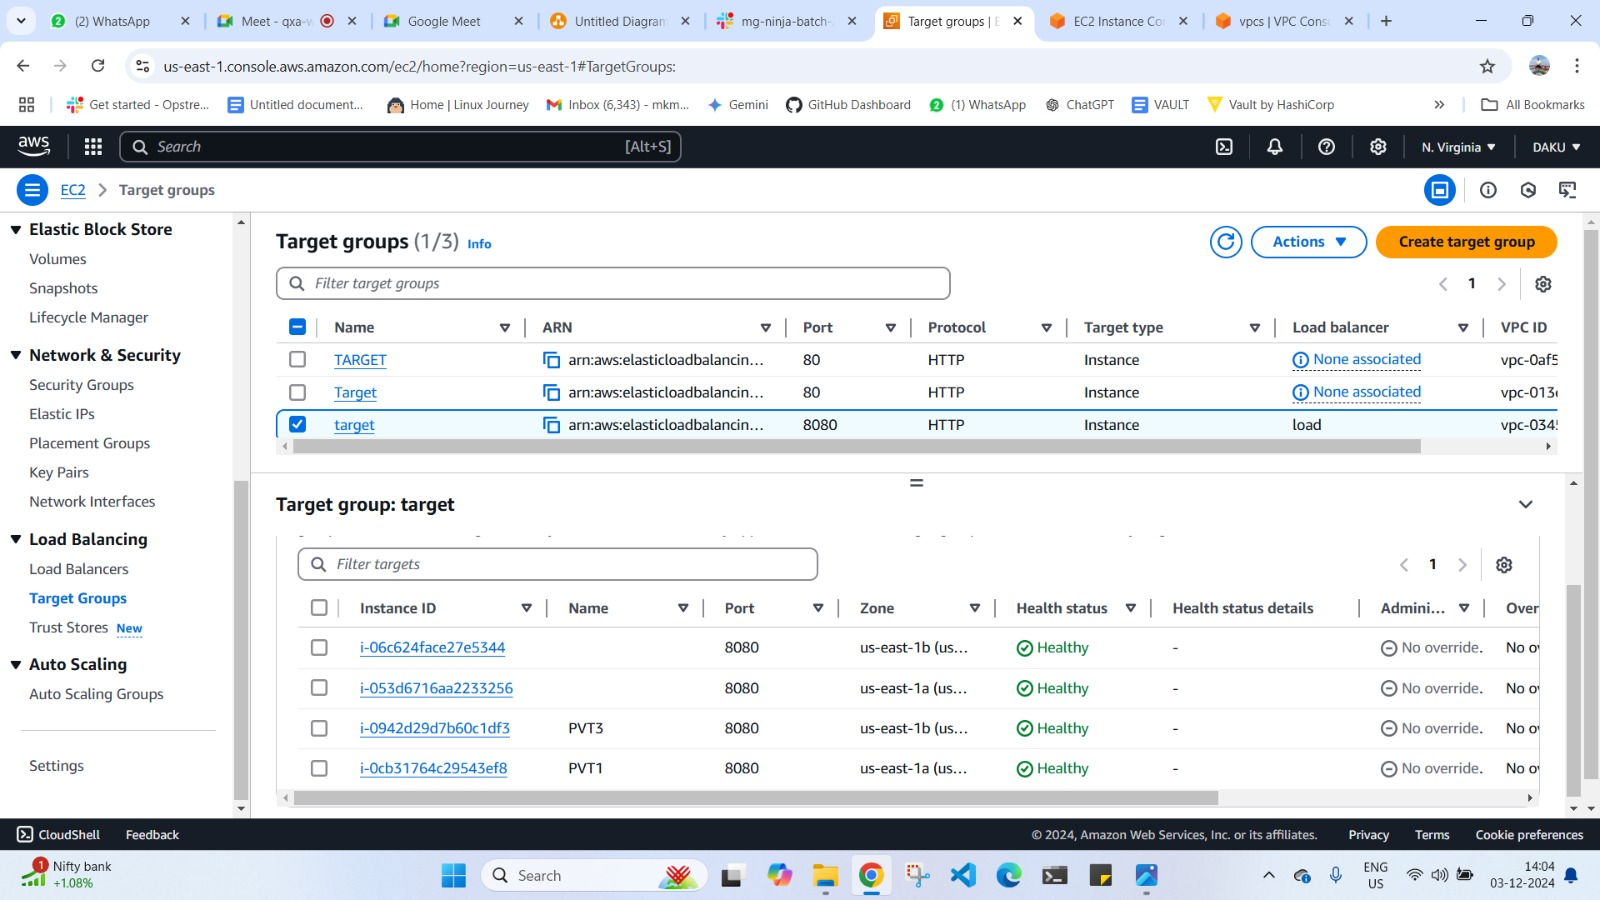 (2) WhatsApp
Meet - qxa-w
Google Meet
Untitled Diagram
mg-ninja-batch-
Target groups | E
EC2 Instance Co
vpcs | VPC Cons
us-east-1.console.aws.amazon.com/ec2/home?region=us-east-1#TargetGroups:
Get started - Opstre...
Untitled document...
Home | Linux Journey
Inbox (6,343) - mkm...
Gemini
GitHub Dashboard
(1) WhatsApp
ChatGPT
VAULT
Vault by HashiCorp
All Bookmarks
aws
Search
[Alt+S]
N. Virginia
DAKU
EC2
Target groups
Elastic Block Store
Volumes
Snapshots
Lifecycle Manager
Network & Security
Security Groups
Elastic IPs
Placement Groups
Key Pairs
Network Interfaces
Load Balancing
Load Balancers
Target Groups
Trust Stores New
Auto Scaling
Auto Scaling Groups
Settings
Target groups (1/3) Info
Actions
Create target group
Filter target groups
1
Name ARN Port Protocol Target type Load balancer VPC ID
TARGET arn:aws:elasticloadbalancin... 80 HTTP Instance None associated vpc-0af5
Target arn:aws:elasticloadbalancin... 80 HTTP Instance None associated vpc-013
target arn:aws:elasticloadbalancin... 8080 HTTP Instance load vpc-034
Target group: target
Filter targets
1
Instance ID Name Port Zone Health status Health status details Admini... Over
i-06c624face27e5344 8080 us-east-1b (us... Healthy - No override. No o
i-053d6716aa2233256 8080 us-east-1a (us... Healthy - No override. No o
i-0942d29d7b60c1df3 PVT3 8080 us-east-1b (us... Healthy - No override. No o
i-0cb31764c29543ef8 PVT1 8080 us-east-1a (us... Healthy - No override. No o
CloudShell
Feedback
© 2024, Amazon Web Services, Inc. or its affiliates.
Privacy
Terms
Cookie preferences
1
Nifty bank
+1.08%
Search
ENG
US
14:04
03-12-2024